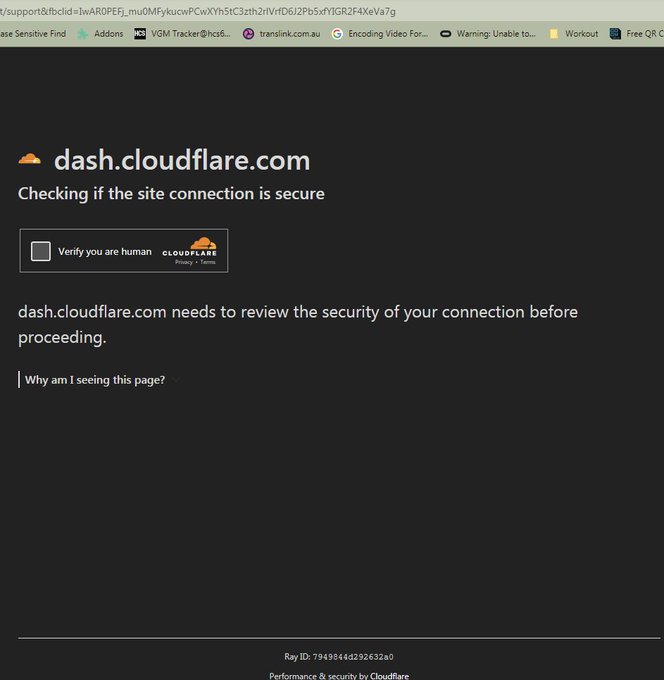 t/support&fbclid=IwAR0PEFj_mu0MFykucwPCwXYh5tC3zth2rlVrfD6J2Pb5xfYIGR2F4XeVa7g
ase Sensitive Find Addons HCS VGM Tracker@hcs6... translink.com.au Encoding Video For... Warning: Unable to... Workout Free QR C
dash.cloudflare.com
Checking if the site connection is secure
Verify you are human
CLOUDFLARE
Privacy • Terms
dash.cloudflare.com needs to review the security of your connection before
proceeding.
Why am I seeing this page?
Ray ID: 7949844d292632a0
Performance & security by Cloudflare